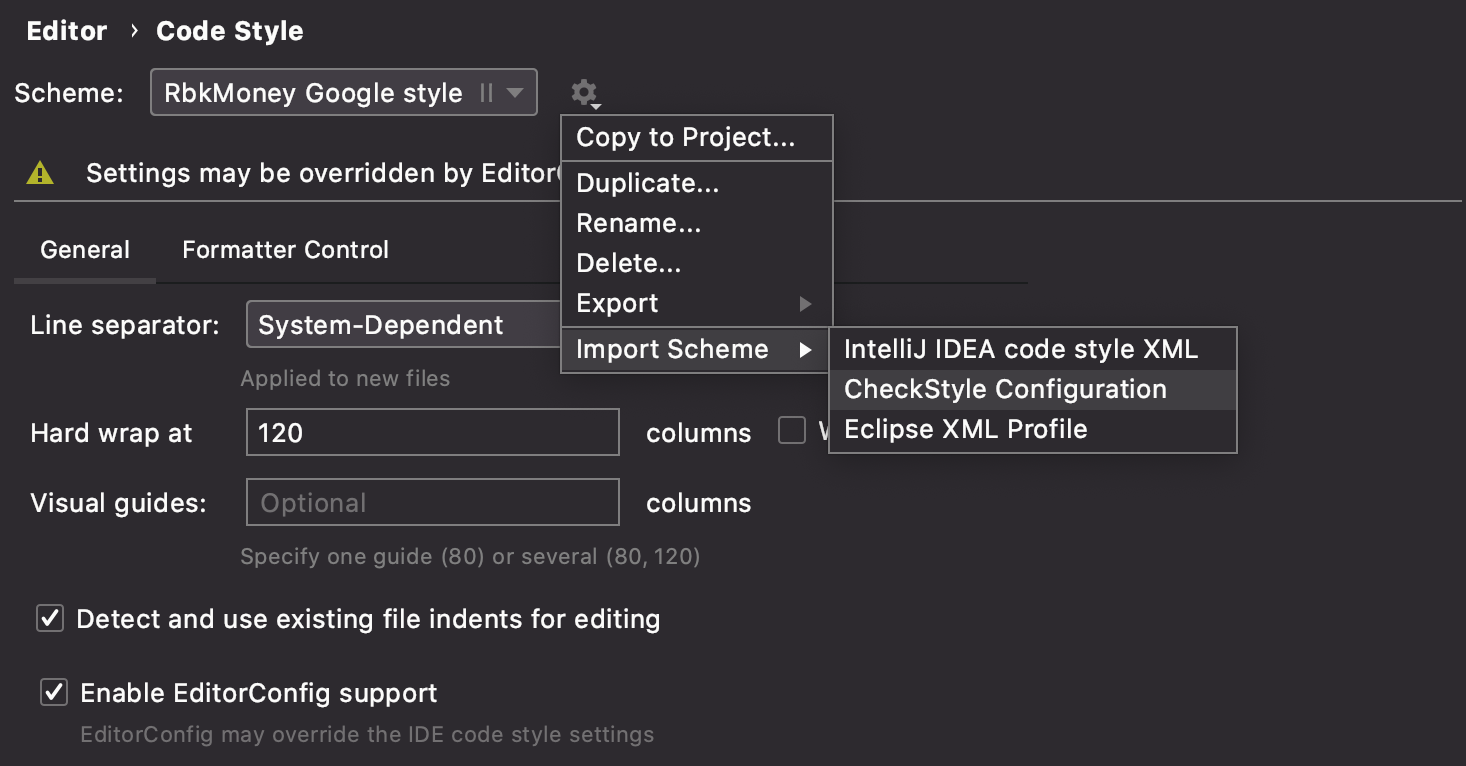 Editor › Code Style
Scheme: RbkMoney Google style
Copy to Project...
Settings may be overridden by Editor
Duplicate...
Rename...
General Formatter Control
Delete...
Export
Line separator: System-Dependent
Import Scheme
IntelliJ IDEA code style XML
Applied to new files
CheckStyle Configuration
Hard wrap at 120 columns
Eclipse XML Profile
Visual guides: Optional columns
Specify one guide (80) or several (80, 120)
Detect and use existing file indents for editing
Enable EditorConfig support
EditorConfig may override the IDE code style settings